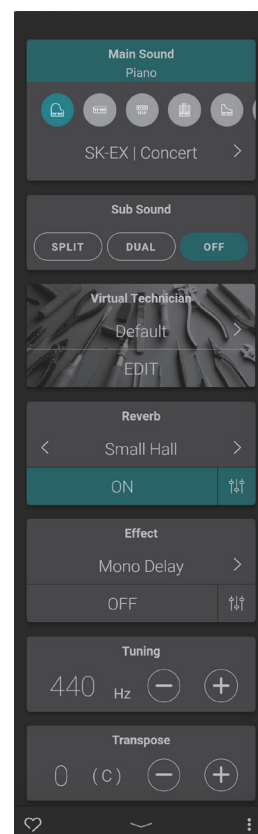 Main Sound
Piano
SK-EX | Concert
Sub Sound
SPLIT DUAL OFF
Virtual Technician
Default
EDIT
Reverb
Small Hall
ON
Effect
Mono Delay
OFF
Tuning
440 Hz
Transpose
0 (C)